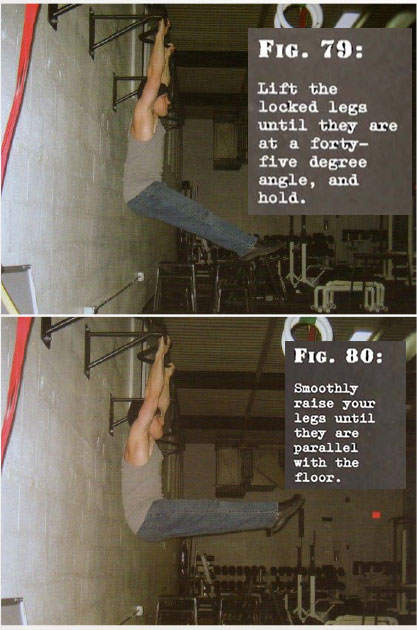 FIG. 79:
Lift the
locked legs
until they are
at a forty-
five degree
angle, and
hold.
FIG. 80:
Smoothly
raise your
legs until
they are
parallel
with the
floor.